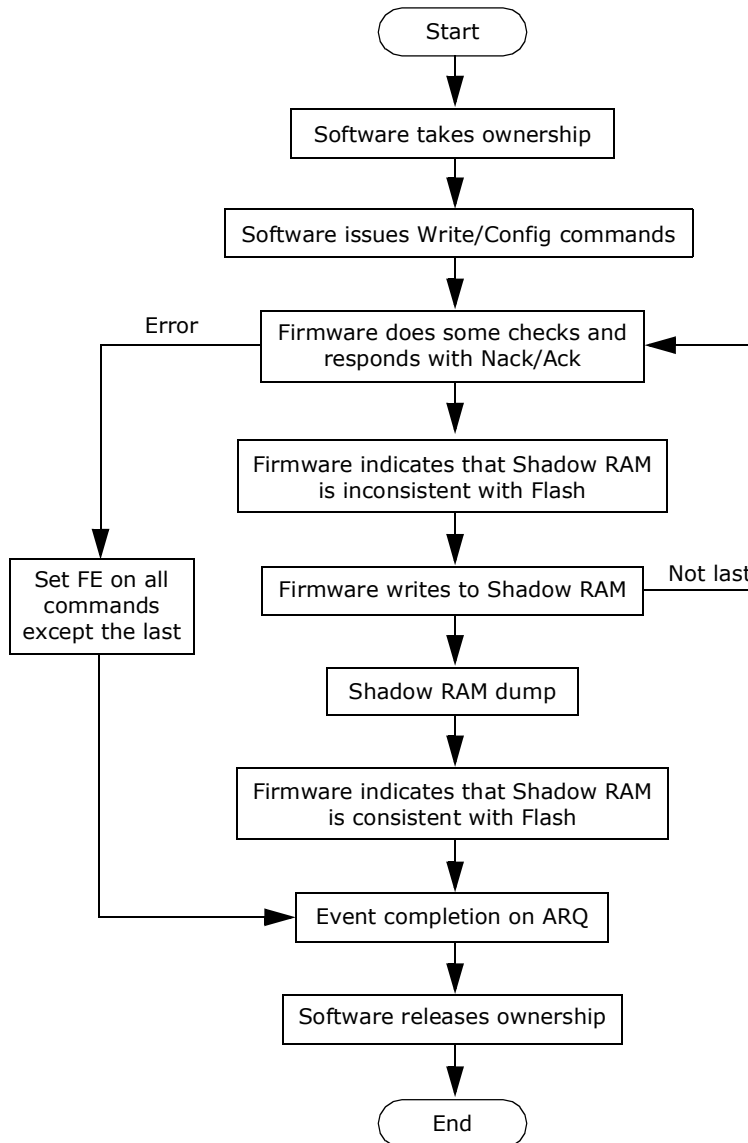 Start
Software takes ownership
Software issues Write/Config commands
Error
Firmware does some checks and
responds with Nack/Ack
Firmware indicates that Shadow RAM
is inconsistent with Flash
Set FE on all
commands
except the last
Firmware writes to Shadow RAM
Not last
Shadow RAM dump
Firmware indicates that Shadow RAM
is consistent with Flash
Event completion on ARQ
Software releases ownership
End